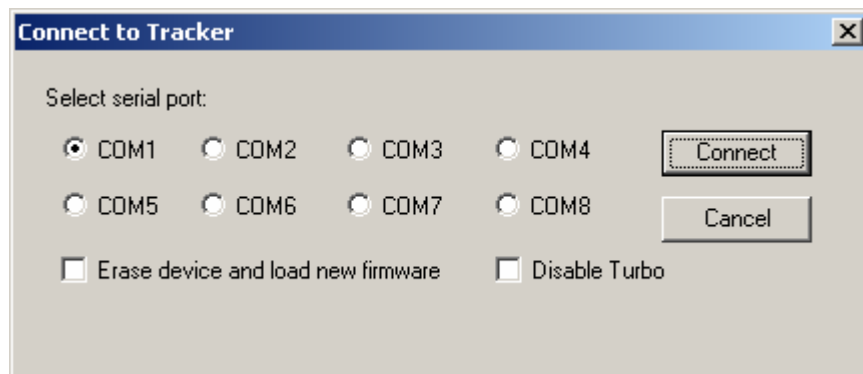 Connect to Tracker
Select serial port:
COM1 COM2 COM3 COM4 Connect
COM5 COM6 COM7 COM8 Cancel
Erase device and load new firmware Disable Turbo